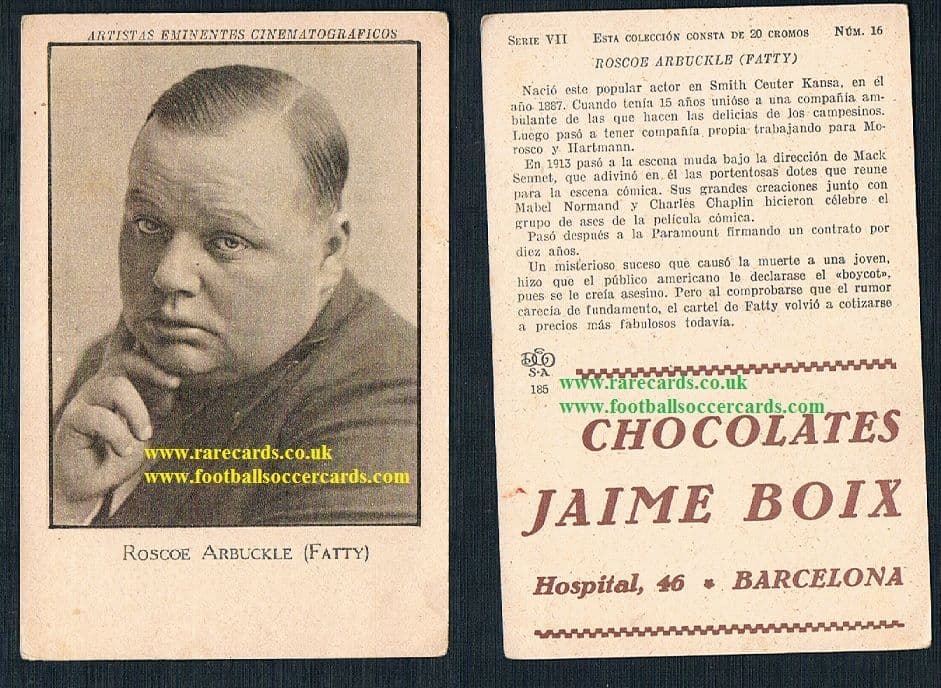 ARTISTAS EMINENTES CINEMATOGRAFICOS
www.rarecards.co.uk
www.footballsoccercards.com
ROSCOE ARBUCKLE (FATTY)
SERIE VII ESTA COLECCIÓN CONSTA DE 20 CROMOS NÚM. 16
ROSCOE ARBUCKLE (FATTY)
Nació este popular actor en Smith Ceuter Kansa, en el
año 1887. Cuando tenía 15 años unióse a una compañía am-
bulante de las que hacen las delicias de los campesinos.
Luego pasó a tener compañía propia trabajando para Mo-
rosco y Hartmann.
En 1913 pasó a la escena muda bajo la dirección de Mack
Sennet, que adivinó en él las portentosas dotes que reune
para la escena cómica. Sus grandes creaciones junto con
Mabel Normand y Charles Chaplin hicieron célebre el
grupo de ases de la película cómica.
Pasó después a la Paramount firmando un contrato por
diez años.
Un misterioso suceso que causó la muerte a una joven,
hizo que el público americano le declarase el «boycot»,
pues se le creía asesino. Pero al comprobarse que el rumor
carecia de fundamento, el cartel de Fatty volvió a cotizarse
a precios más fabulosos todavía.
S·A
185
www.rarecards.co.uk
www.footballsoccercards.com
CHOCOLATES
JAIME BOIX
Hospital, 46 * BARCELONA